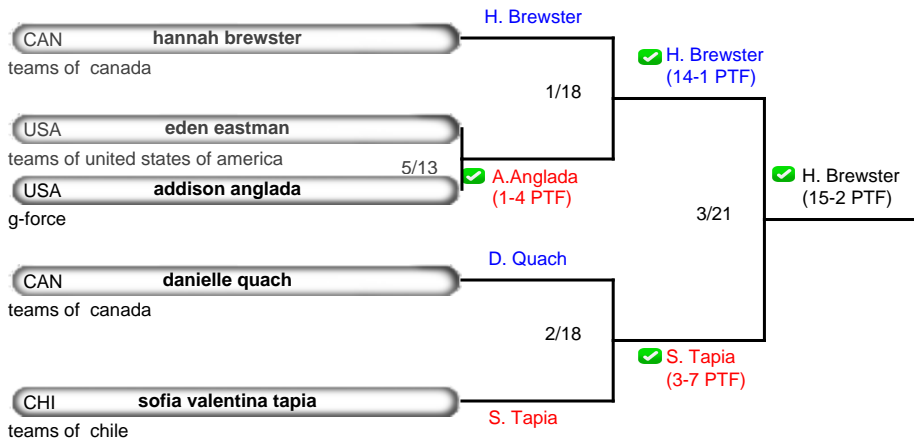 H. Brewster
CAN hannah brewster
teams of  canada
H. Brewster
(14-1 PTF)
1/18
USA eden eastman
teams of united states of america
5/13
USA addison anglada
g-force
A.Anglada
(1-4 PTF)
H. Brewster
(15-2 PTF)
3/21
D. Quach
CAN danielle quach
teams of  canada
2/18
S. Tapia
(3-7 PTF)
CHI sofia valentina tapia
S. Tapia
teams of  chile